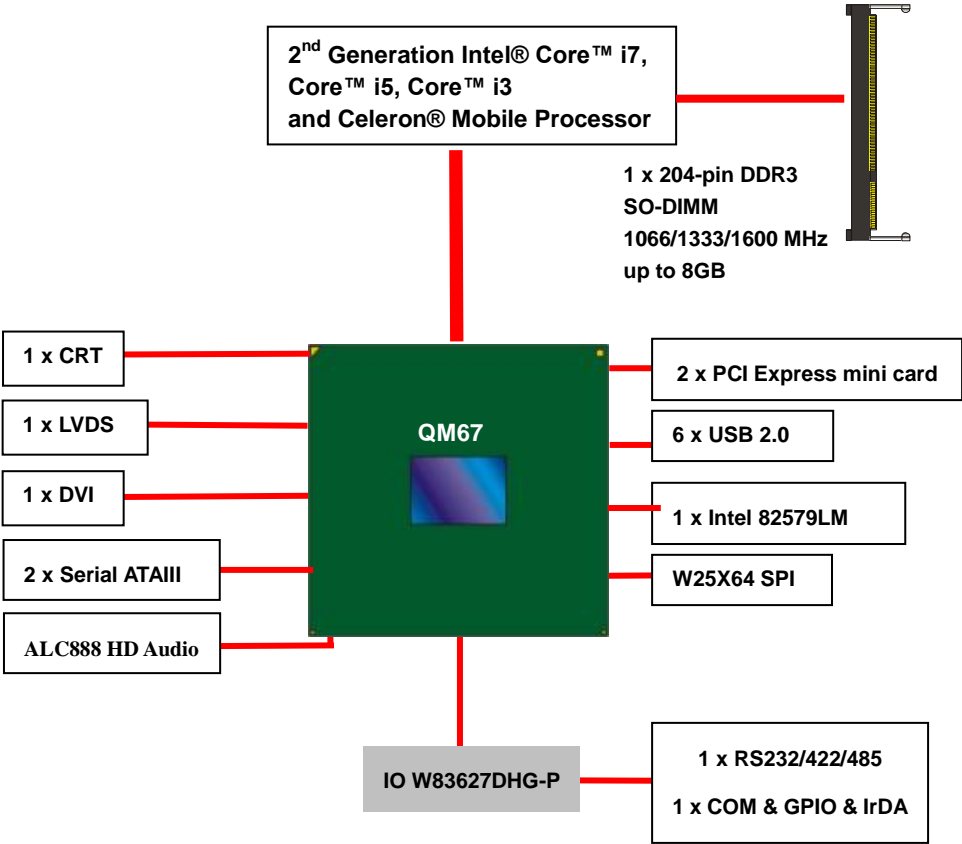 2nd Generation Intel® Core™ i7,
Core™ i5, Core™ i3
and Celeron® Mobile Processor
1 x 204-pin DDR3
SO-DIMM
1066/1333/1600 MHz
up to 8GB
1 x CRT
1 x LVDS
1 x DVI
2 x Serial ATAIII
ALC888 HD Audio
QM67
2 x PCI Express mini card
6 x USB 2.0
1 x Intel 82579LM
W25X64 SPI
IO W83627DHG-P
1 x RS232/422/485
1 x COM & GPIO & IrDA